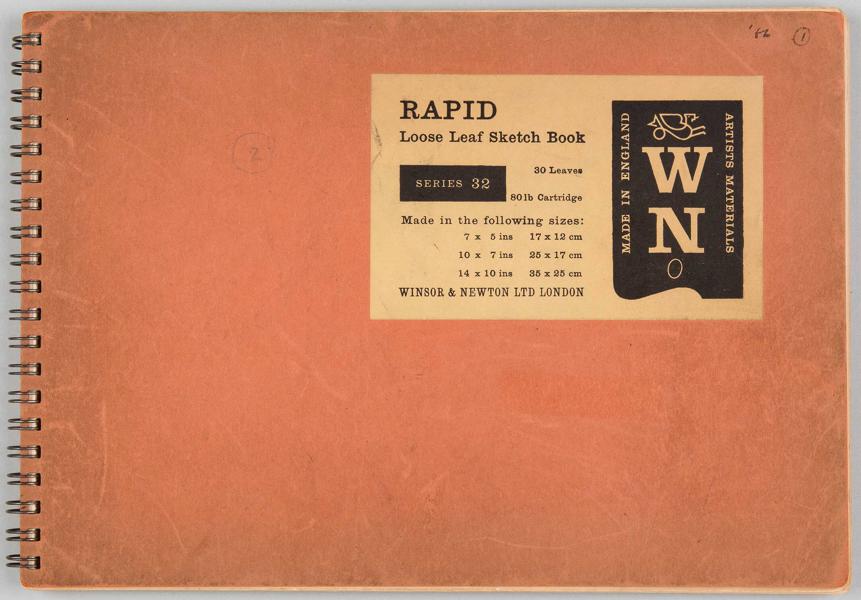 '62 1
RAPID
Loose Leaf Sketch Book
2
SERIES 32
30 Leaves
80lb Cartridge
Made in the following sizes:
7 x 5 ins 17 x 12 cm
10 x 7 ins 25 x 17 cm
14 x 10 ins 35 x 25 cm
WINSOR & NEWTON LTD LONDON
MADE IN ENGLAND
W
N
ARTISTS MATERIALS